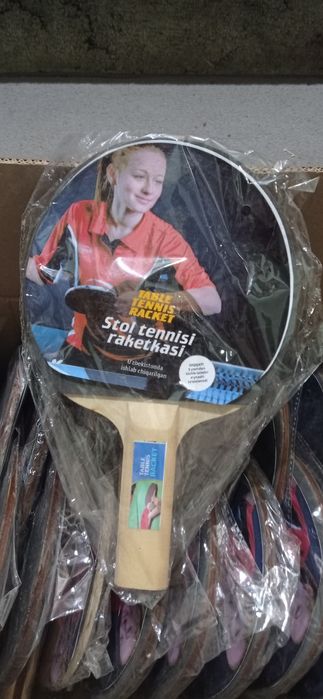 TABLE
TENNIS
RACKET
Stol tennisi
raketkasi
O'zbekistonda
ishlab chiqarilgan
TABLE
TENNIS
RACKET